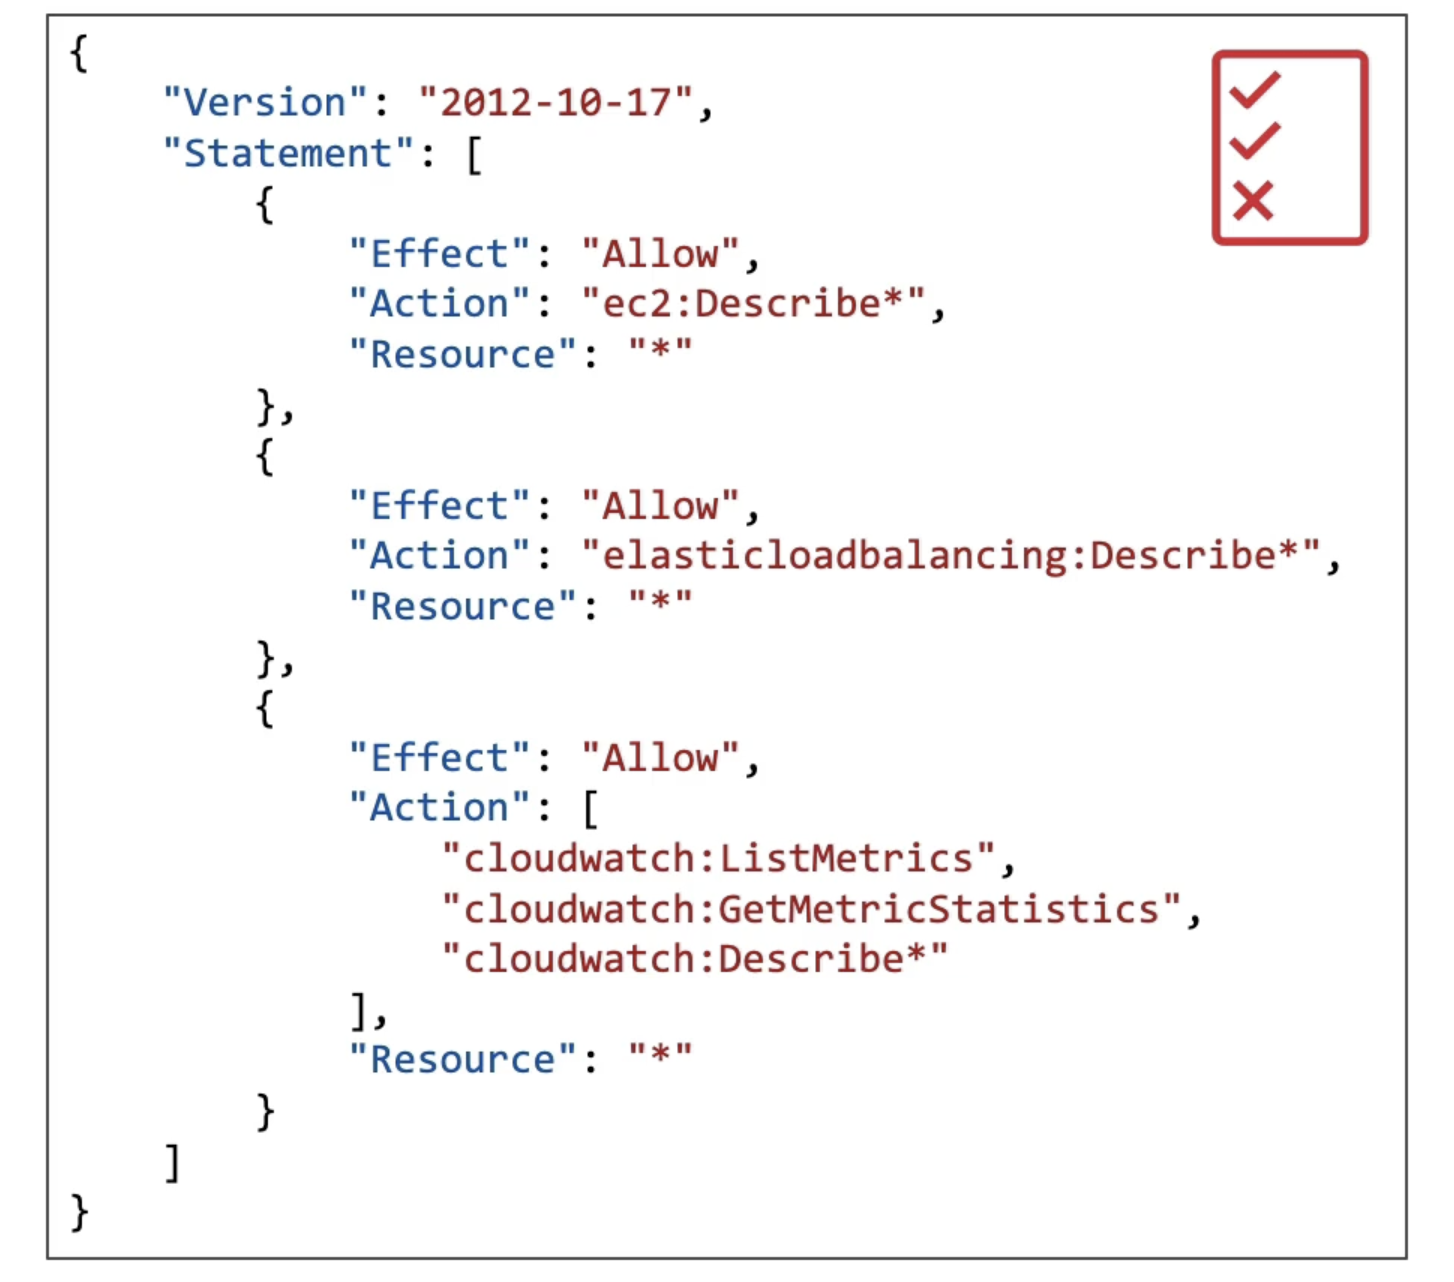 {
"Version": "2012-10-17",
"Statement": [
{
"Effect": "Allow",
"Action": "ec2:Describe*",
"Resource": "*"
},
{
"Effect": "Allow",
"Action": "elasticloadbalancing:Describe*",
"Resource": "*"
},
{
"Effect": "Allow",
"Action": [
"cloudwatch:ListMetrics",
"cloudwatch:GetMetricStatistics",
"cloudwatch:Describe*"
],
"Resource": "*"
}
]
}